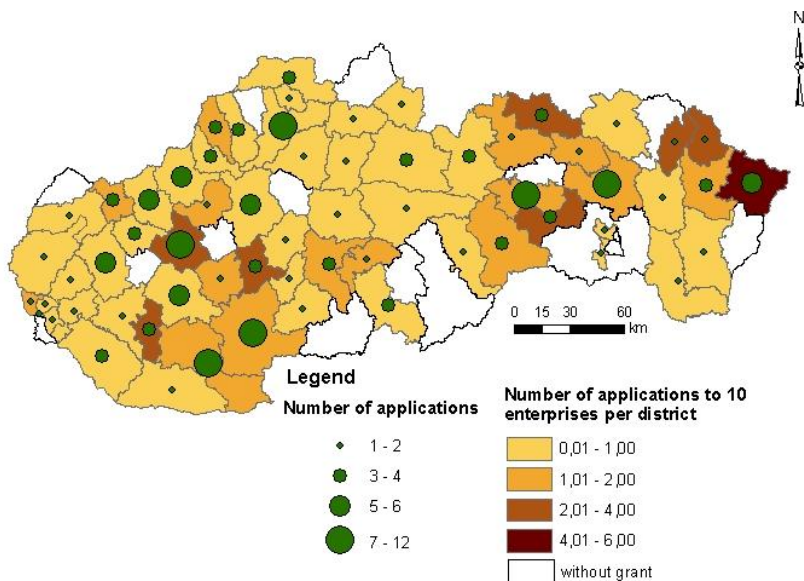 N
0 15 30 60
km
Legend
Number of applications
1 - 2
3 - 4
5 - 6
7 - 12
Number of applications to 10
enterprises per district
0,01 - 1,00
1,01 - 2,00
2,01 - 4,00
4,01 - 6,00
without grant